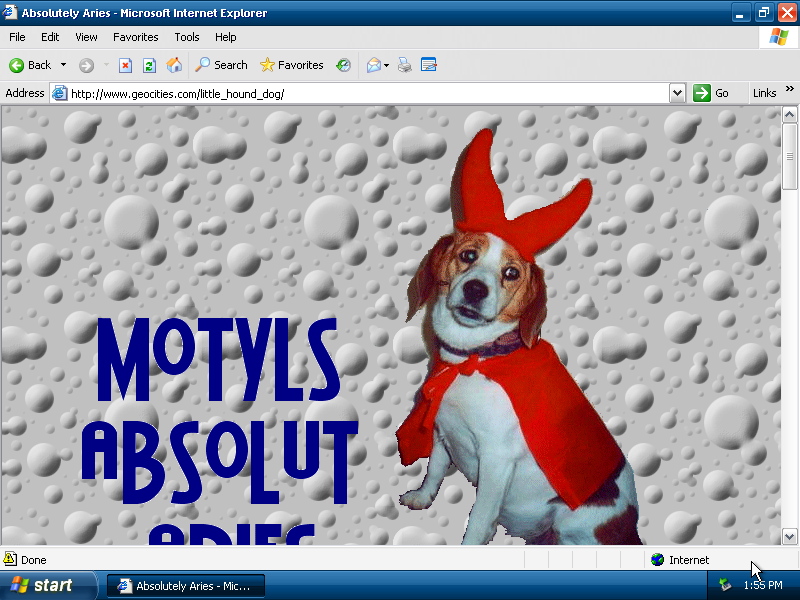 Absolutely Aries - Microsoft Internet Explorer
File Edit View Favorites Tools Help
Back Search Favorites
Address http://www.geocities.com/little_hound_dog/ Go Links »
MOTYLS
ABSOLUT
ARIES
Done Internet
start Absolutely Aries - Mic... 1:55 PM